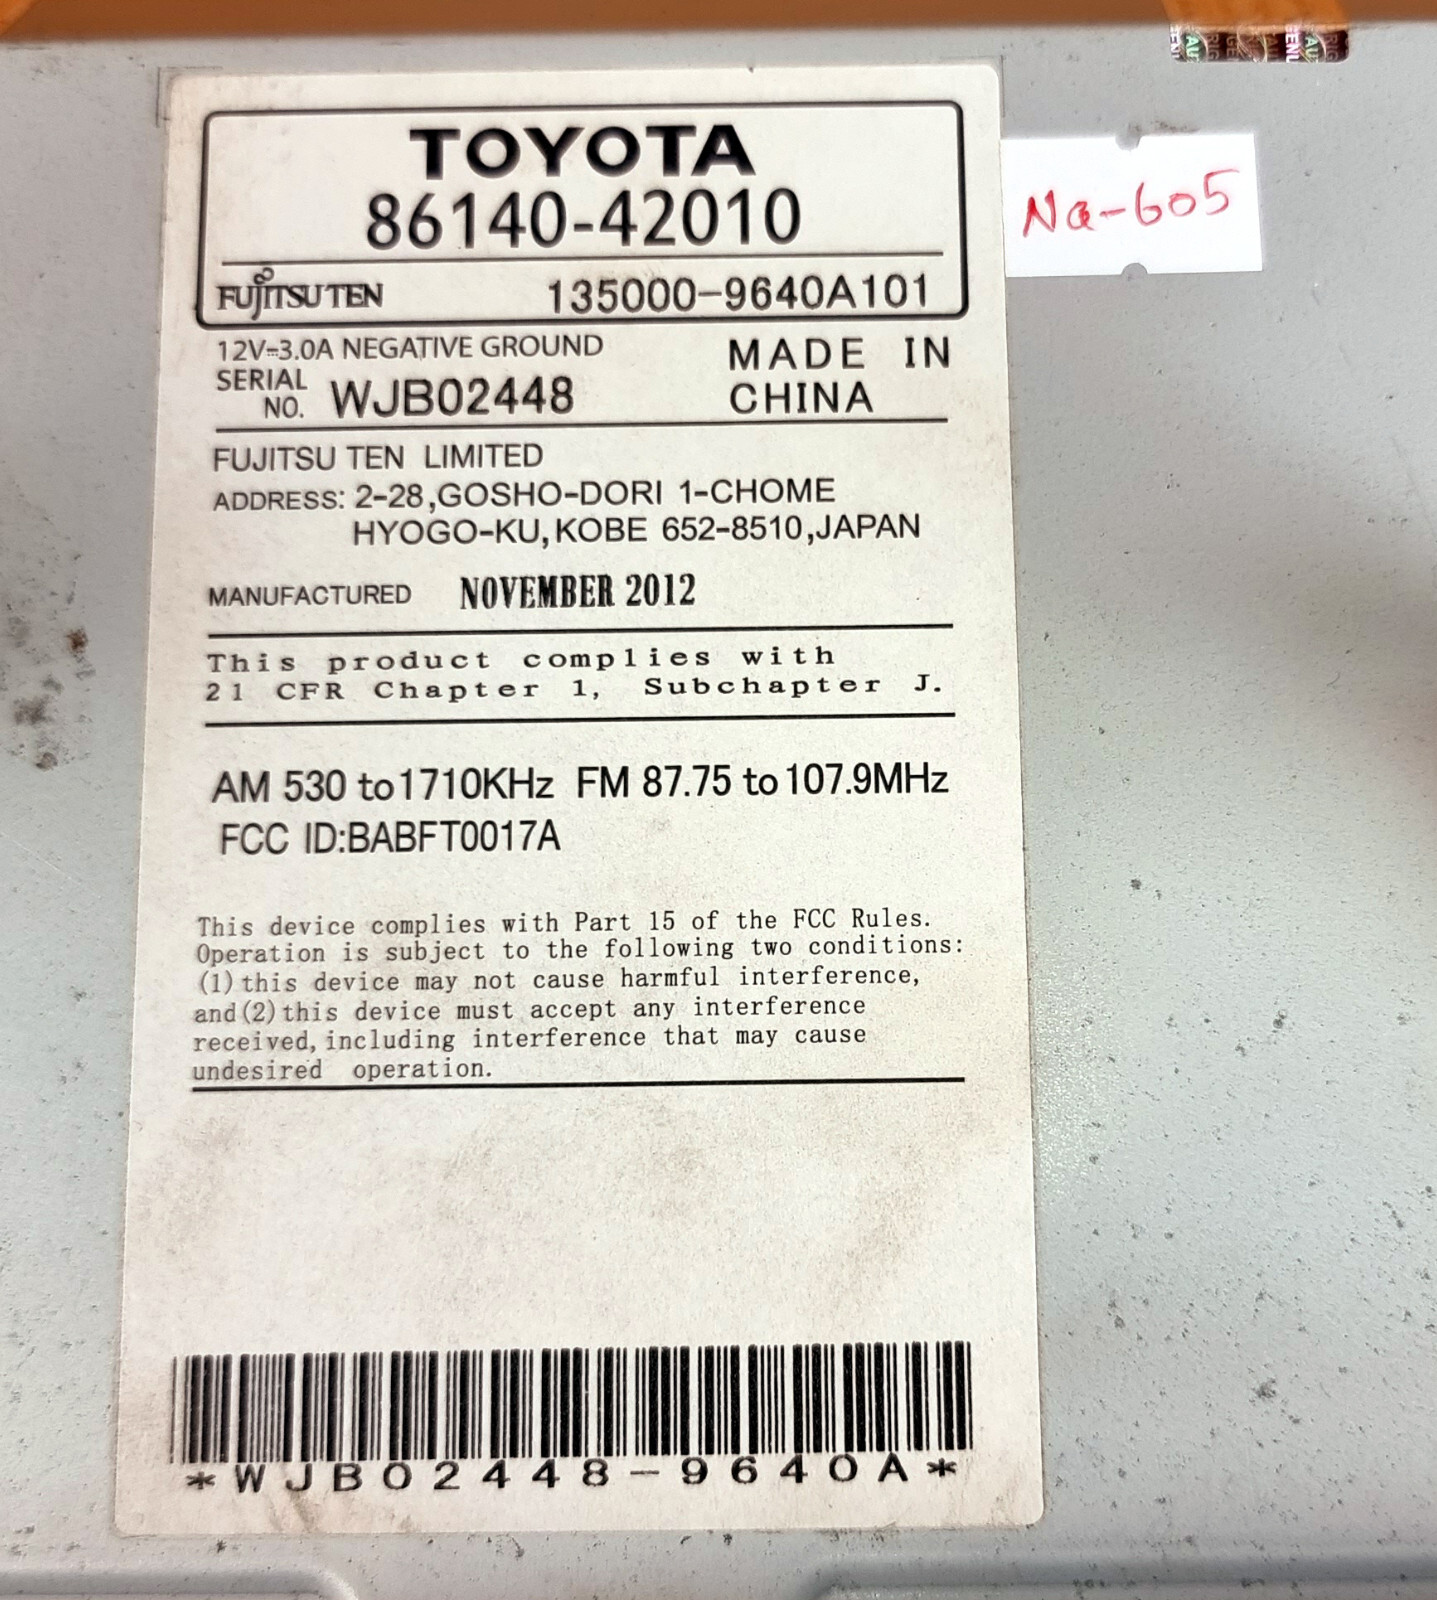 TOYOTA
86140-42010
FUJITSU TEN 135000-9640A101
Na-605
12V⎓3.0A NEGATIVE GROUND
MADE IN CHINA
SERIAL NO. WJB02448
FUJITSU TEN LIMITED
ADDRESS: 2-28,GOSHO-DORI 1-CHOME
HYOGO-KU,KOBE 652-8510,JAPAN
MANUFACTURED NOVEMBER 2012
This product complies with
21 CFR Chapter 1, Subchapter J.
AM 530 to 1710KHz FM 87.75 to 107.9MHz
FCC ID:BABFT0017A
This device complies with Part 15 of the FCC Rules.
Operation is subject to the following two conditions:
(1)this device may not cause harmful interference,
and(2)this device must accept any interference
received,including interference that may cause
undesired operation.
*WJB02448-9640A*